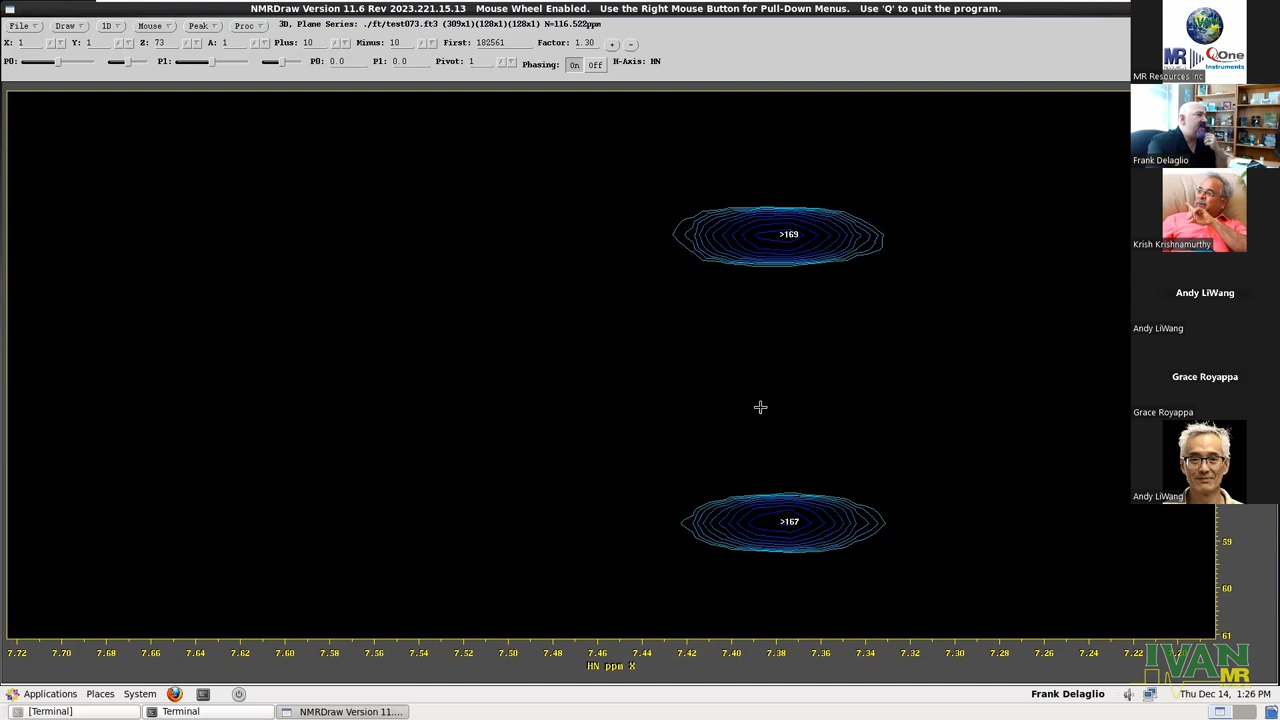 NMRDraw Version 11.6 Rev 2023.221.15.13 Mouse Wheel Enabled. Use the Right Mouse Button for Pull-Down Menus. Use 'Q' to quit the program.
File Draw 1D Mouse Peak Proc 3D, Plane Series: ./ft/test073.ft3 (309x1)(128x1)(128x1) N=116.522ppm
X: 1 Y: 1 Z: 73 A: 1 Plus: 10 Minus: 10 First: 182561 Factor: 1.30 + -
P0: P1: P0: 0.0 P1: 0.0 Pivot: 1 Phasing: On Off H-Axis: HN
>169
>167
59
60
61
7.72 7.70 7.68 7.66 7.64 7.62 7.60 7.58 7.56 7.54 7.52 7.50 7.48 7.46 7.44 7.42 7.40 7.38 7.36 7.34 7.32 7.30 7.28 7.26 7.24 7.22
HN ppm X
MR QOne
Instruments
MR Resources Inc
Frank Delaglio
Krish Krishnamurthy
Andy LiWang
Andy LiWang
Grace Royappa
Grace Royappa
Andy LiWang
IVAN
MR
Applications Places System Frank Delaglio Thu Dec 14, 1:26 PM
[Terminal] Terminal NMRDraw Version 11....